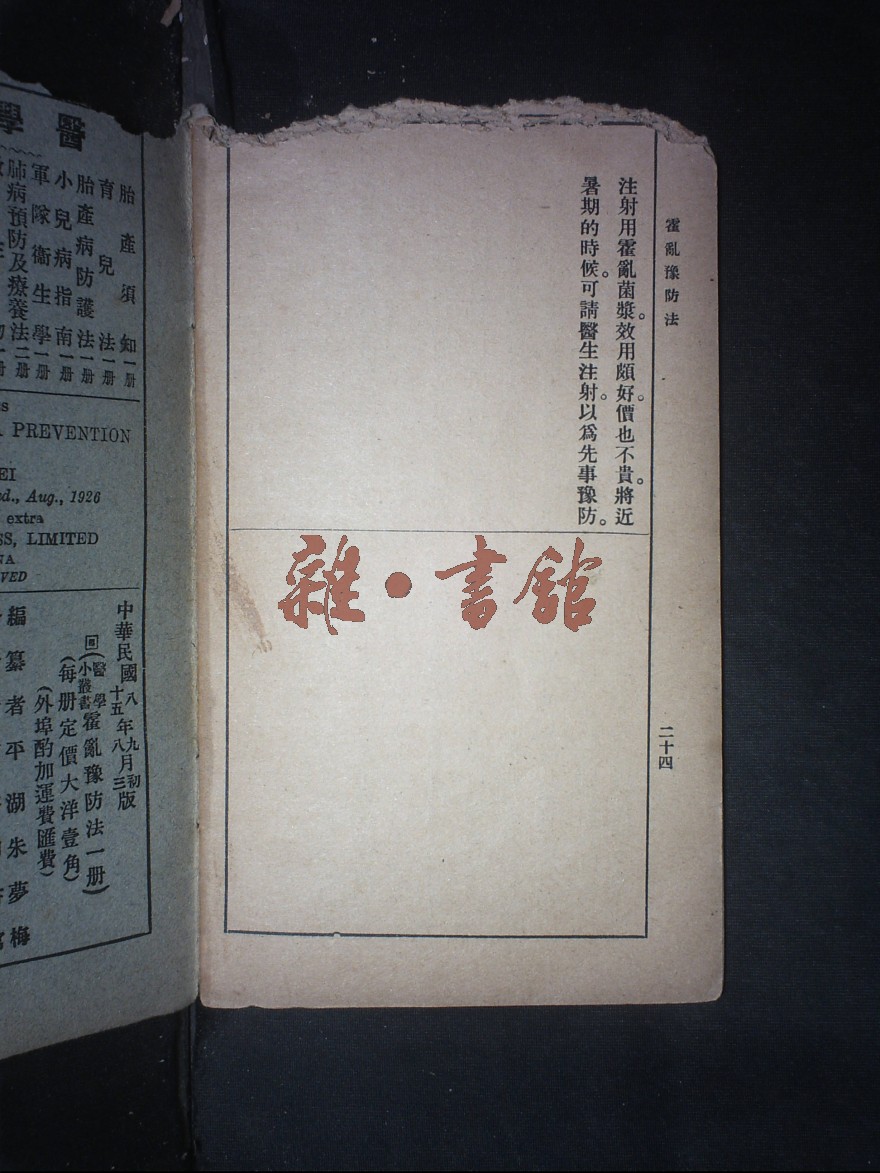 霍亂豫防法
注射用霍亂菌漿。效用頗好。價也不貴。將近
暑期的時候。可請醫生注射。以爲先事豫防。
二十四
雜·書館
醫學
胎產須知一册
育兒法一册
胎產病防護法一册
小兒病指南一册
軍隊衞生學一册
肺病預防及療養法二册
PREVENTION
Aug., 1926
extra
LIMITED
中華民國八年九月初版
十五年八月三版
(醫學小叢書)霍亂豫防法一册
(每册定價大洋壹角)
(外埠酌加運費匯費)
編纂者平湖朱夢梅